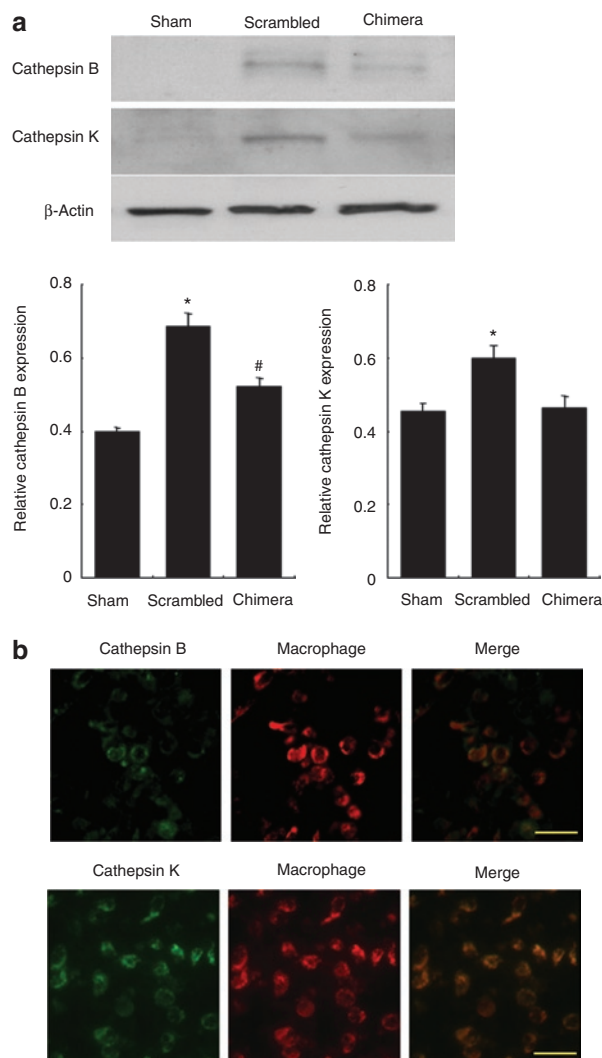 a
Sham Scrambled Chimera
Cathepsin B
Cathepsin K
β-Actin
Relative cathepsin B expression
0.8
0.6
0.4
0.2
0
*
#
Sham Scrambled Chimera
Relative cathepsin K expression
0.8
0.6
0.4
0.2
0
*
Sham Scrambled Chimera
b
Cathepsin B Macrophage Merge
Cathepsin K Macrophage Merge